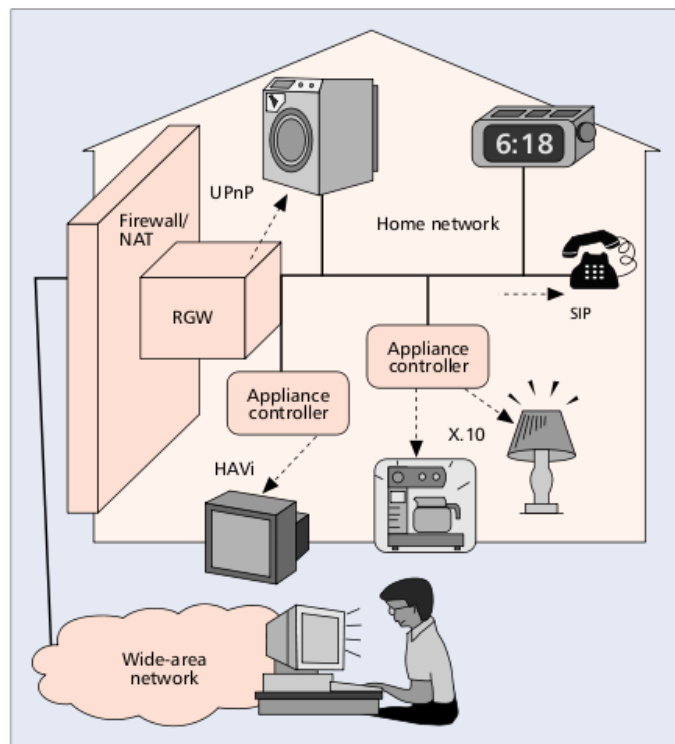 6:18
UPnP
Firewall/
NAT
Home network
RGW
SIP
Appliance
controller
Appliance
controller
X.10
HAVi
Wide-area
network